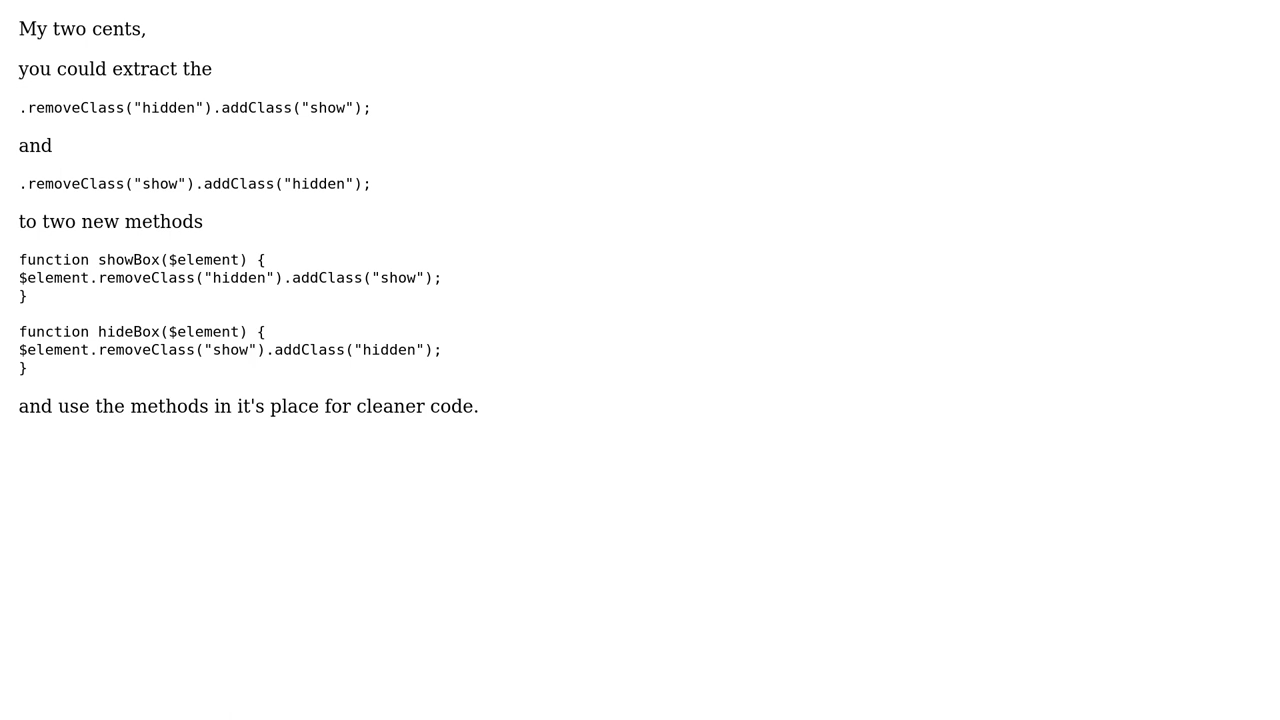 My two cents,
you could extract the
.removeClass("hidden").addClass("show");
and
.removeClass("show").addClass("hidden");
to two new methods
function showBox($element) {
$element.removeClass("hidden").addClass("show");
}
function hideBox($element) {
$element.removeClass("show").addClass("hidden");
}
and use the methods in it's place for cleaner code.